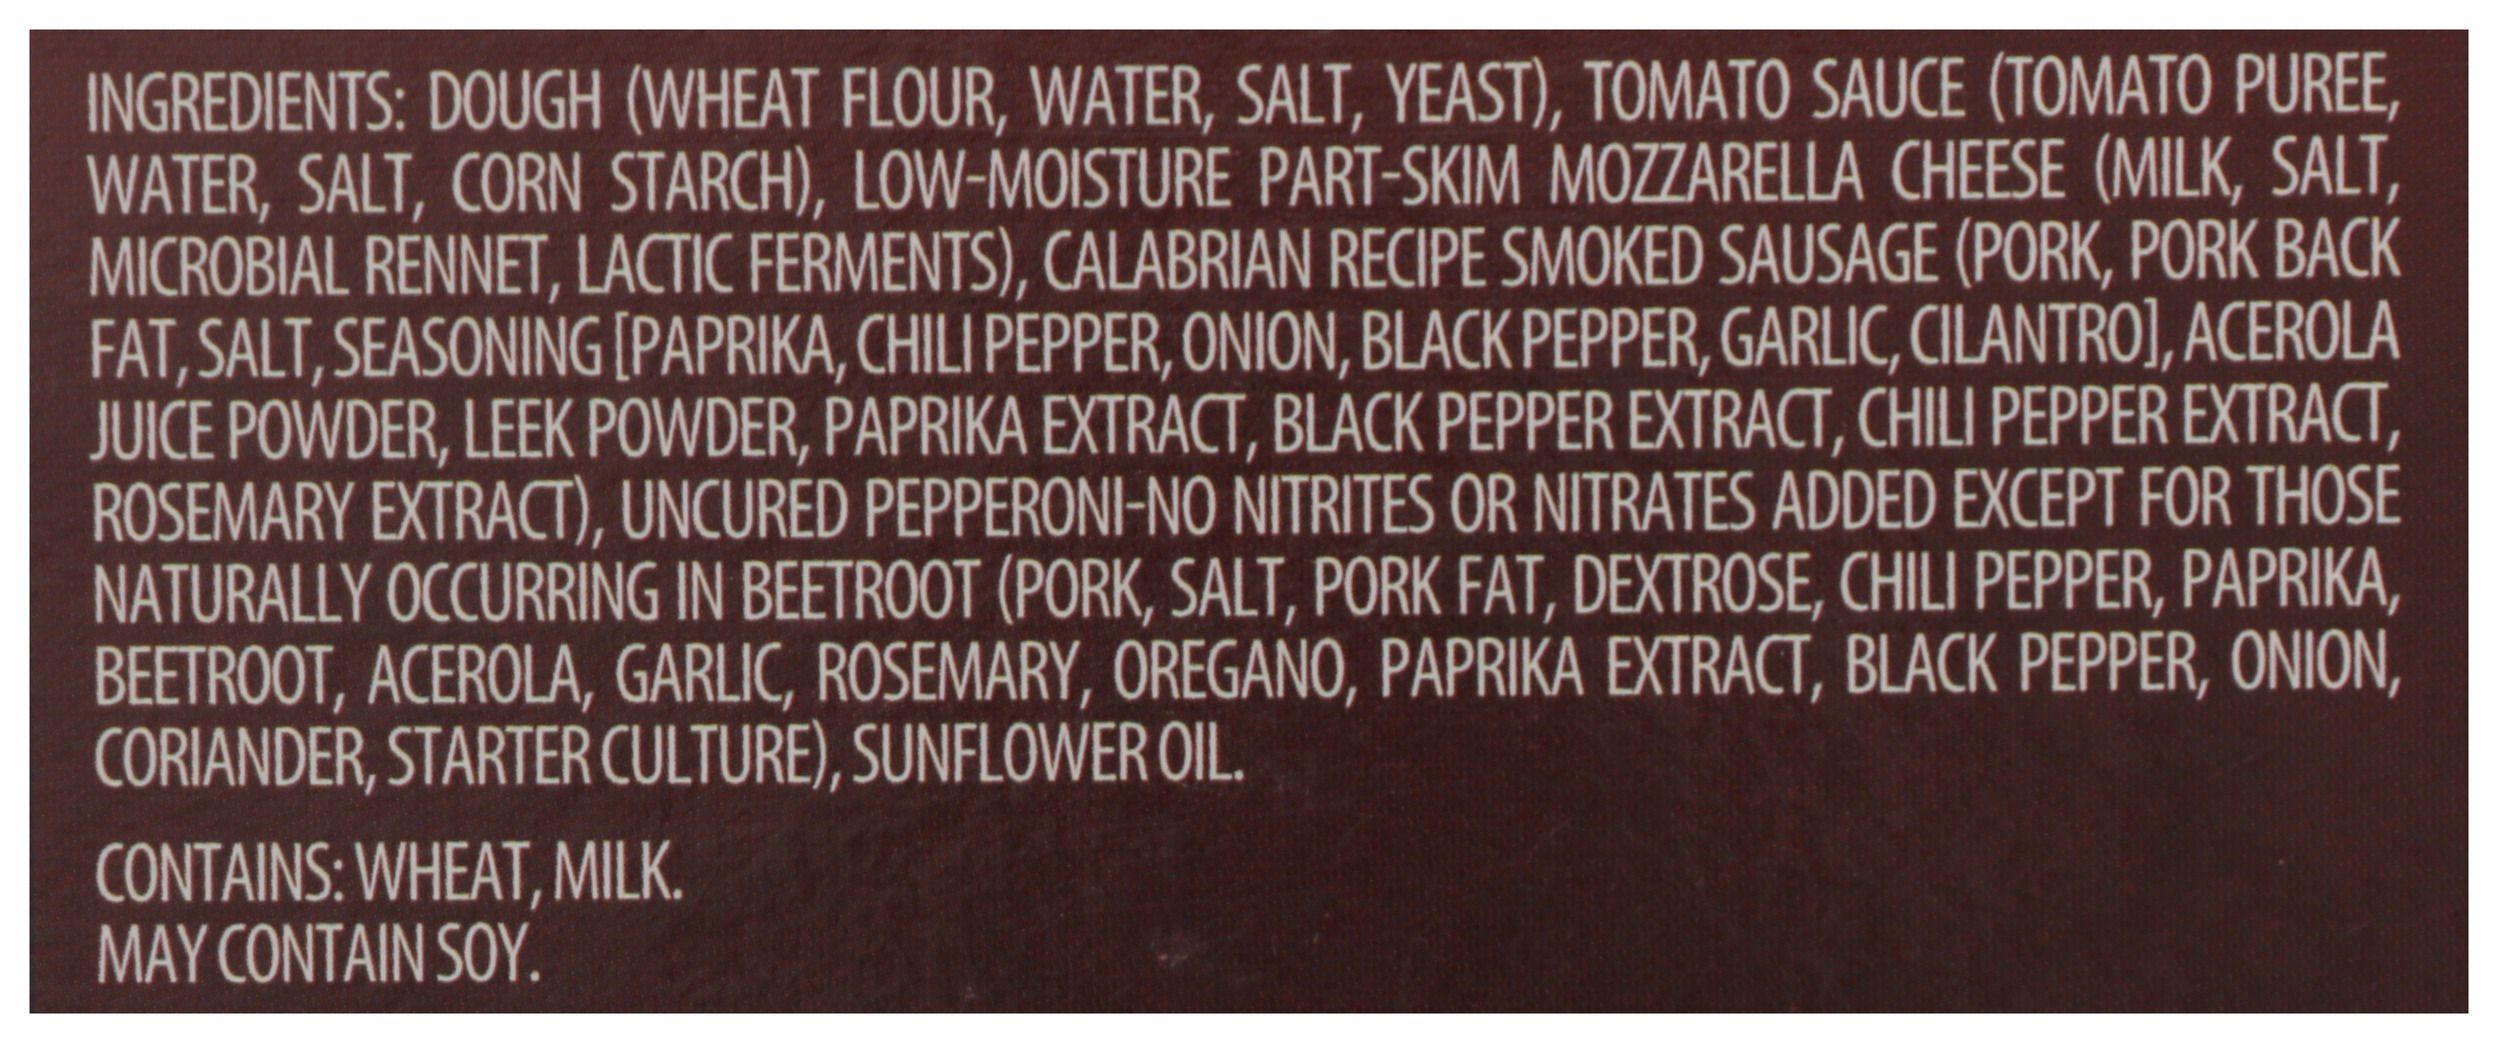 INGREDIENTS: DOUGH (WHEAT FLOUR, WATER, SALT, YEAST), TOMATO SAUCE (TOMATO PUREE,
WATER, SALT, CORN STARCH), LOW-MOISTURE PART-SKIM MOZZARELLA CHEESE (MILK, SALT,
MICROBIAL RENNET, LACTIC FERMENTS), CALABRIAN RECIPE SMOKED SAUSAGE (PORK, PORK BACK
FAT, SALT, SEASONING [PAPRIKA, CHILI PEPPER, ONION, BLACK PEPPER, GARLIC, CILANTRO], ACEROLA
JUICE POWDER, LEEK POWDER, PAPRIKA EXTRACT, BLACK PEPPER EXTRACT, CHILI PEPPER EXTRACT,
ROSEMARY EXTRACT), UNCURED PEPPERONI-NO NITRITES OR NITRATES ADDED EXCEPT FOR THOSE
NATURALLY OCCURRING IN BEETROOT (PORK, SALT, PORK FAT, DEXTROSE, CHILI PEPPER, PAPRIKA,
BEETROOT, ACEROLA, GARLIC, ROSEMARY, OREGANO, PAPRIKA EXTRACT, BLACK PEPPER, ONION,
CORIANDER, STARTER CULTURE), SUNFLOWER OIL.
CONTAINS: WHEAT, MILK.
MAY CONTAIN SOY.